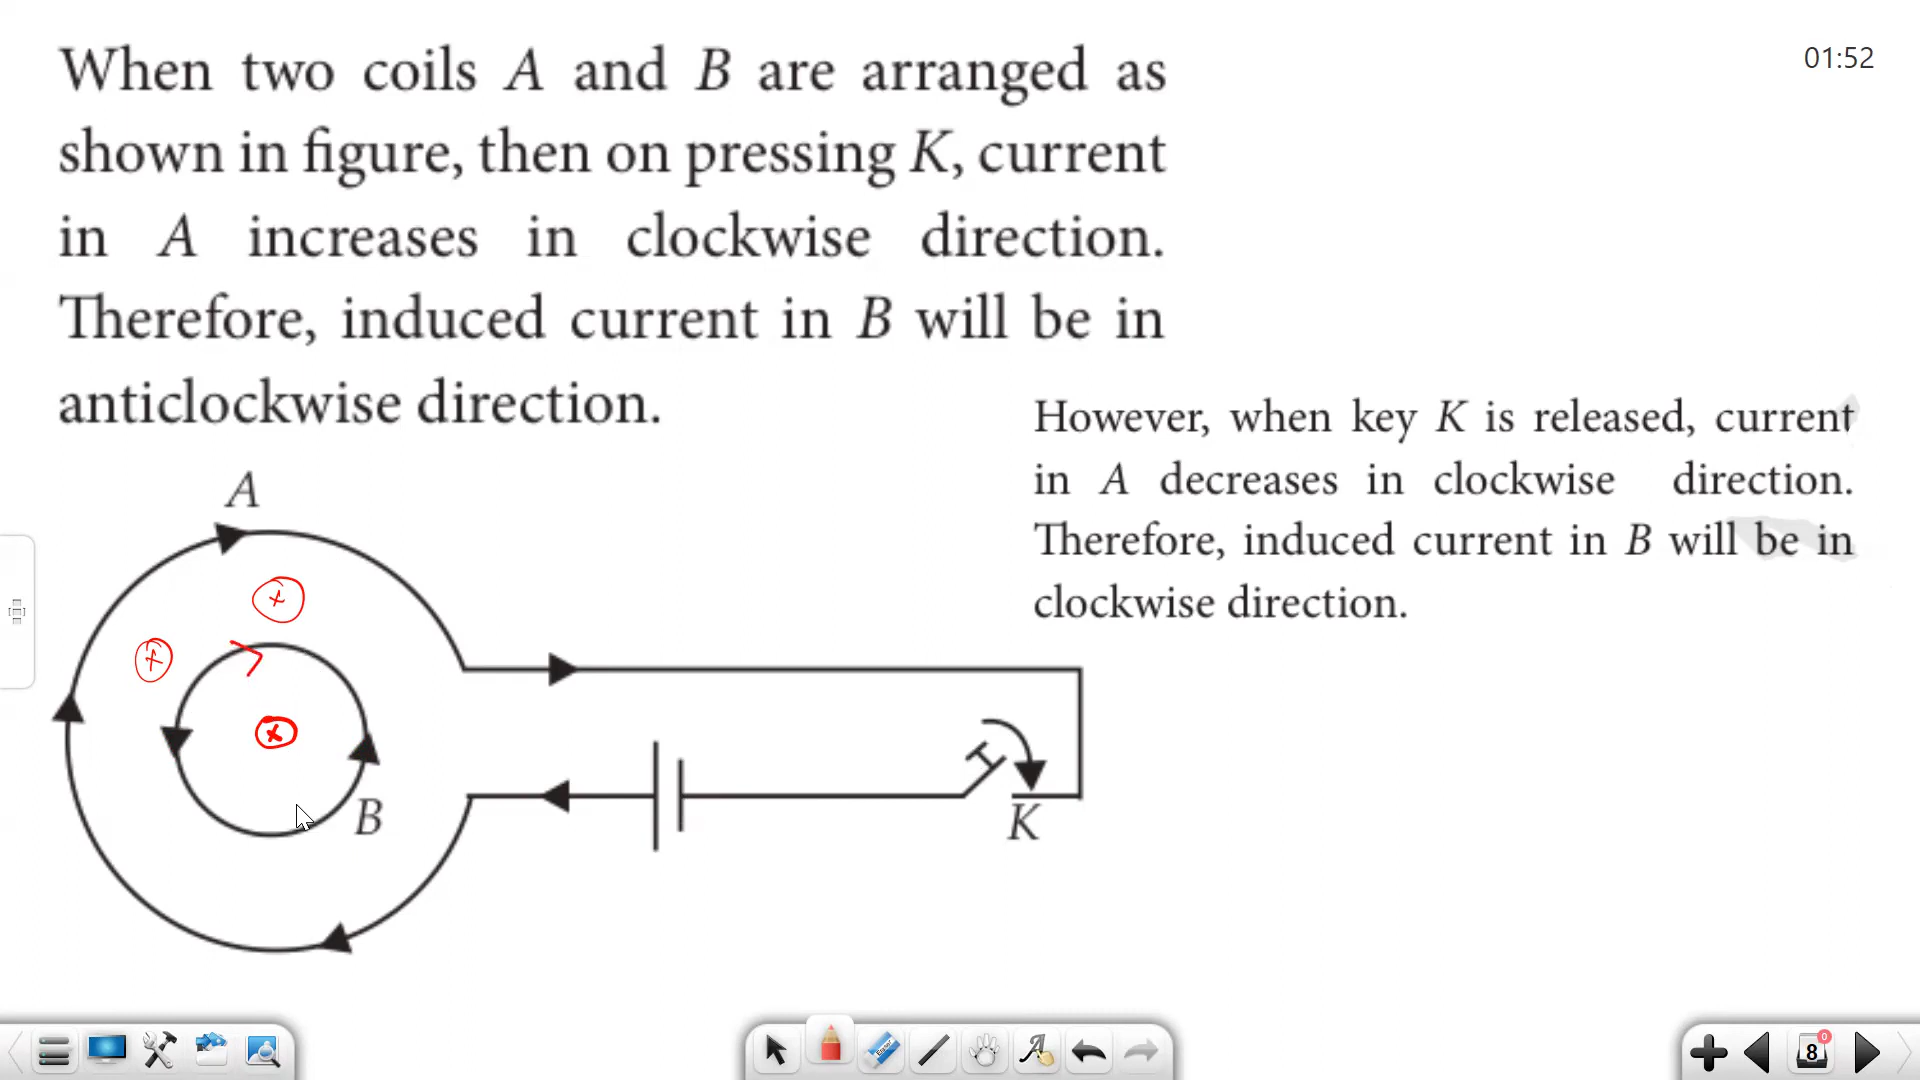 When two coils A and B are arranged as
shown in figure, then on pressing K, current
in A increases in clockwise direction.
Therefore, induced current in B will be in
anticlockwise direction.
01:52
However, when key K is released, current
in A decreases in clockwise direction.
Therefore, induced current in B will be in
clockwise direction.
A
B
K
Eraser
A
8
0